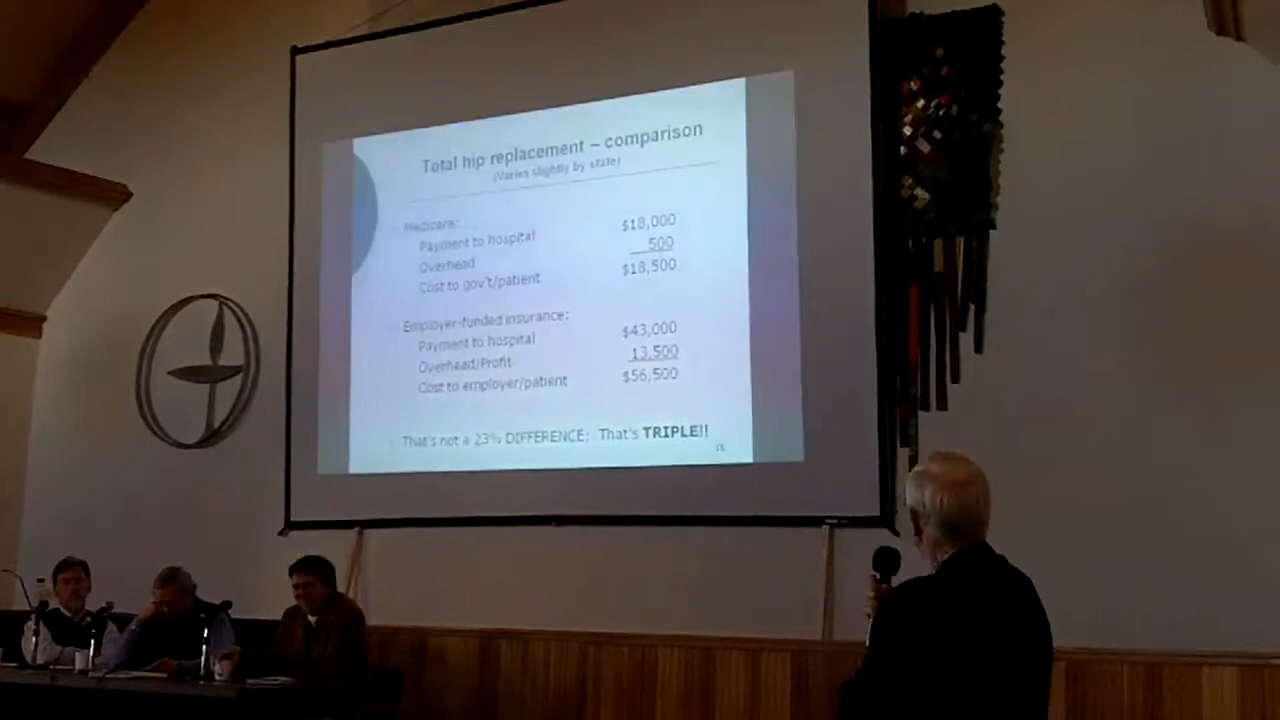 Total hip replacement – comparison
(Varies slightly by state)
Medicare:
Payment to hospital $18,000
Overhead 500
Cost to gov't/patient $18,500
Employer-funded insurance:
Payment to hospital $43,000
Overhead/Profit 13,500
Cost to employer/patient $56,500
That's not a 23% DIFFERENCE; That's TRIPLE!!
15